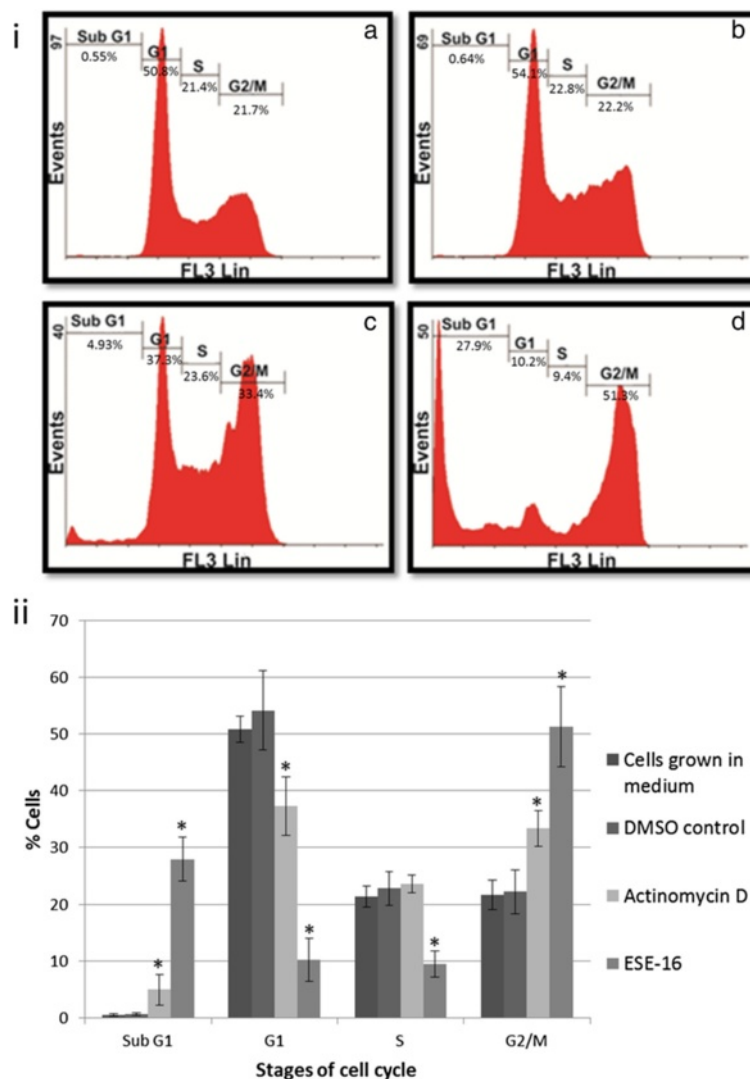 i
a
97
Sub G1
0.55%
G1
50.8%
S
21.4%
G2/M
21.7%
Events
FL3 Lin
b
69
Sub G1
0.64%
G1
54.1%
S
22.8%
G2/M
22.2%
Events
FL3 Lin
c
40
Sub G1
4.93%
G1
37.3%
S
23.6%
G2/M
33.4%
Events
FL3 Lin
d
50
Sub G1
27.9%
G1
10.2%
S
9.4%
G2/M
51.3%
Events
FL3 Lin
ii
% Cells
70
60
50
40
30
20
10
0
* * * * * * *
Sub G1 G1 S G2/M
Stages of cell cycle
Cells grown in
medium
DMSO control
Actinomycin D
ESE-16